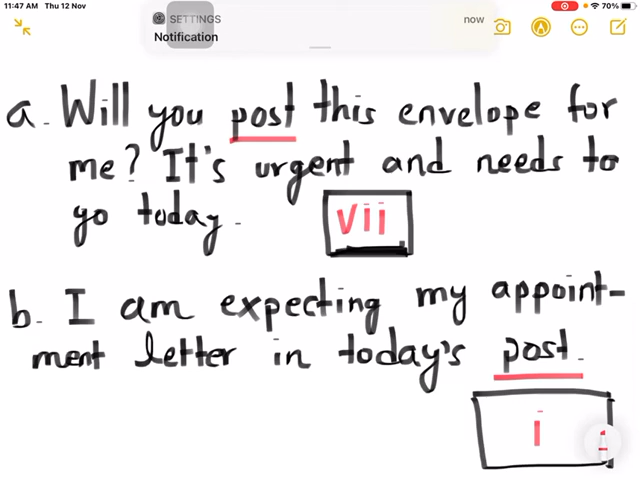 11:47 AM Thu 12 Nov
70%
SETTINGS
now
Notification
a. Will you post this envelope for
me? It's urgent and needs to
go today.
vii
b. I am expecting my appoint-
ment letter in today's post.
i